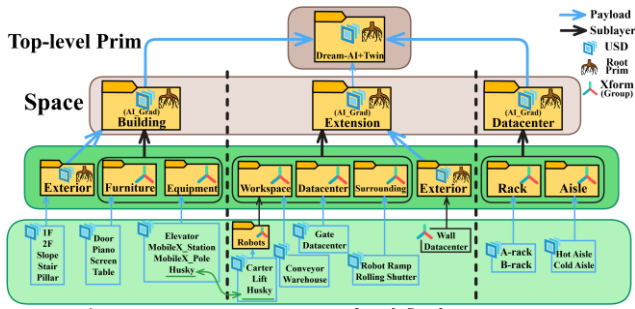 Top-level Prim
Dream-AI+Twin
Payload
Sublayer
USD
Root
Prim
Xform
(Group)
Space
(AI_Grad)
Building
(AI_Grad)
Extension
(AI_Grad)
Datacenter
Exterior
Furniture
Equipment
Workspace
Datacenter
Surrounding
Exterior
Rack
Aisle
1F
2F
Slope
Stair
Pillar
Door
Piano
Screen
Table
Elevator
MobileX_Station
MobileX_Pole
Husky
Robots
Carter
Lift
Husky
Conveyor
Warehouse
Gate
Datacenter
Robot Ramp
Rolling Shutter
Wall
Datacenter
A-rack
B-rack
Hot Aisle
Cold Aisle